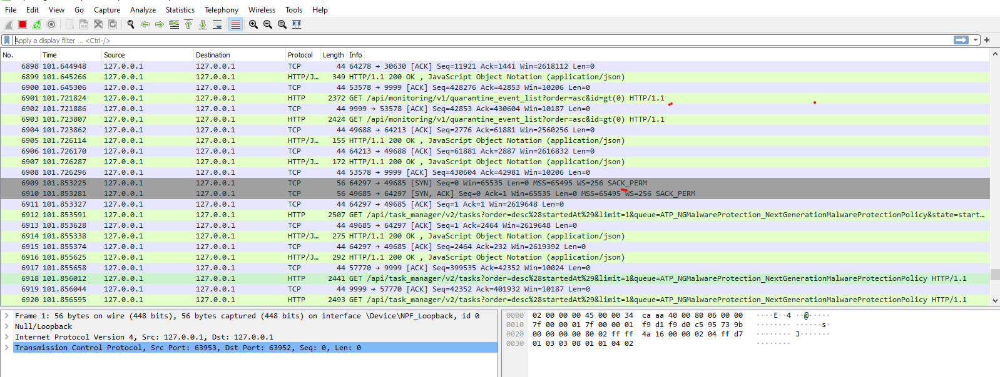 File Edit View Go Capture Analyze Statistics Telephony Wireless Tools Help
Apply a display filter ... <Ctrl-/>
No. Time Source Destination Protocol Length Info
6898 101.644948 127.0.0.1 127.0.0.1 TCP 44 64278 → 30630 [ACK] Seq=11921 Ack=1441 Win=2618112 Len=0
6899 101.645266 127.0.0.1 127.0.0.1 HTTP/J… 349 HTTP/1.1 200 OK , JavaScript Object Notation (application/json)
6900 101.645306 127.0.0.1 127.0.0.1 TCP 44 53578 → 9999 [ACK] Seq=428276 Ack=42853 Win=10206 Len=0
6901 101.721824 127.0.0.1 127.0.0.1 HTTP 2372 GET /api/monitoring/v1/quarantine_event_list?order=asc&id=gt(0) HTTP/1.1
6902 101.721886 127.0.0.1 127.0.0.1 TCP 44 9999 → 53578 [ACK] Seq=42853 Ack=430604 Win=10187 Len=0
6903 101.723807 127.0.0.1 127.0.0.1 HTTP 2424 GET /api/monitoring/v1/quarantine_event_list?order=asc&id=gt(0) HTTP/1.1
6904 101.723862 127.0.0.1 127.0.0.1 TCP 44 49688 → 64213 [ACK] Seq=2776 Ack=61881 Win=2560256 Len=0
6905 101.726114 127.0.0.1 127.0.0.1 HTTP/J… 155 HTTP/1.1 200 OK , JavaScript Object Notation (application/json)
6906 101.726170 127.0.0.1 127.0.0.1 TCP 44 64213 → 49688 [ACK] Seq=61881 Ack=2887 Win=2616832 Len=0
6907 101.726287 127.0.0.1 127.0.0.1 HTTP/J… 172 HTTP/1.1 200 OK , JavaScript Object Notation (application/json)
6908 101.726296 127.0.0.1 127.0.0.1 TCP 44 53578 → 9999 [ACK] Seq=430604 Ack=42981 Win=10206 Len=0
6909 101.853225 127.0.0.1 127.0.0.1 TCP 56 64297 → 49685 [SYN] Seq=0 Win=65535 Len=0 MSS=65495 WS=256 SACK_PERM
6910 101.853281 127.0.0.1 127.0.0.1 TCP 56 49685 → 64297 [SYN, ACK] Seq=0 Ack=1 Win=65535 Len=0 MSS=65495 WS=256 SACK_PERM
6911 101.853327 127.0.0.1 127.0.0.1 TCP 44 64297 → 49685 [ACK] Seq=1 Ack=1 Win=2619648 Len=0
6912 101.853591 127.0.0.1 127.0.0.1 HTTP 2507 GET /api/task_manager/v2/tasks?order=desc%28startedAt%29&limit=1&queue=ATP_NGMalwareProtection_NextGenerationMalwareProtectionPolicy&state=start…
6913 101.853628 127.0.0.1 127.0.0.1 TCP 44 49685 → 64297 [ACK] Seq=1 Ack=2464 Win=2619648 Len=0
6914 101.855338 127.0.0.1 127.0.0.1 HTTP/J… 275 HTTP/1.1 200 OK , JavaScript Object Notation (application/json)
6915 101.855374 127.0.0.1 127.0.0.1 TCP 44 64297 → 49685 [ACK] Seq=2464 Ack=232 Win=2619392 Len=0
6916 101.855625 127.0.0.1 127.0.0.1 HTTP/J… 292 HTTP/1.1 200 OK , JavaScript Object Notation (application/json)
6917 101.855658 127.0.0.1 127.0.0.1 TCP 44 57770 → 9999 [ACK] Seq=399535 Ack=42352 Win=10024 Len=0
6918 101.856012 127.0.0.1 127.0.0.1 HTTP 2441 GET /api/task_manager/v2/tasks?order=desc%28startedAt%29&limit=1&queue=ATP_NGMalwareProtection_NextGenerationMalwareProtectionPolicy HTTP/1.1
6919 101.856044 127.0.0.1 127.0.0.1 TCP 44 9999 → 57770 [ACK] Seq=42352 Ack=401932 Win=10187 Len=0
6920 101.856595 127.0.0.1 127.0.0.1 HTTP 2493 GET /api/task_manager/v2/tasks?order=desc%28startedAt%29&limit=1&queue=ATP_NGMalwareProtection_NextGenerationMalwareProtectionPolicy HTTP/1.1
Frame 1: 56 bytes on wire (448 bits), 56 bytes captured (448 bits) on interface \Device\NPF_Loopback, id 0
Null/Loopback
Internet Protocol Version 4, Src: 127.0.0.1, Dst: 127.0.0.1
Transmission Control Protocol, Src Port: 63953, Dst Port: 63952, Seq: 0, Len: 0
0000 02 00 00 00 45 00 00 34 ca aa 40 00 80 06 00 00 ····E··4 ··@·····
0010 7f 00 00 01 7f 00 00 01 f9 d1 f9 d0 c5 95 73 9b ········ ······s·
0020 00 00 00 00 80 02 ff ff 4a 16 00 00 02 04 ff d7 ········ J·······
0030 01 03 03 08 01 01 04 02 ········